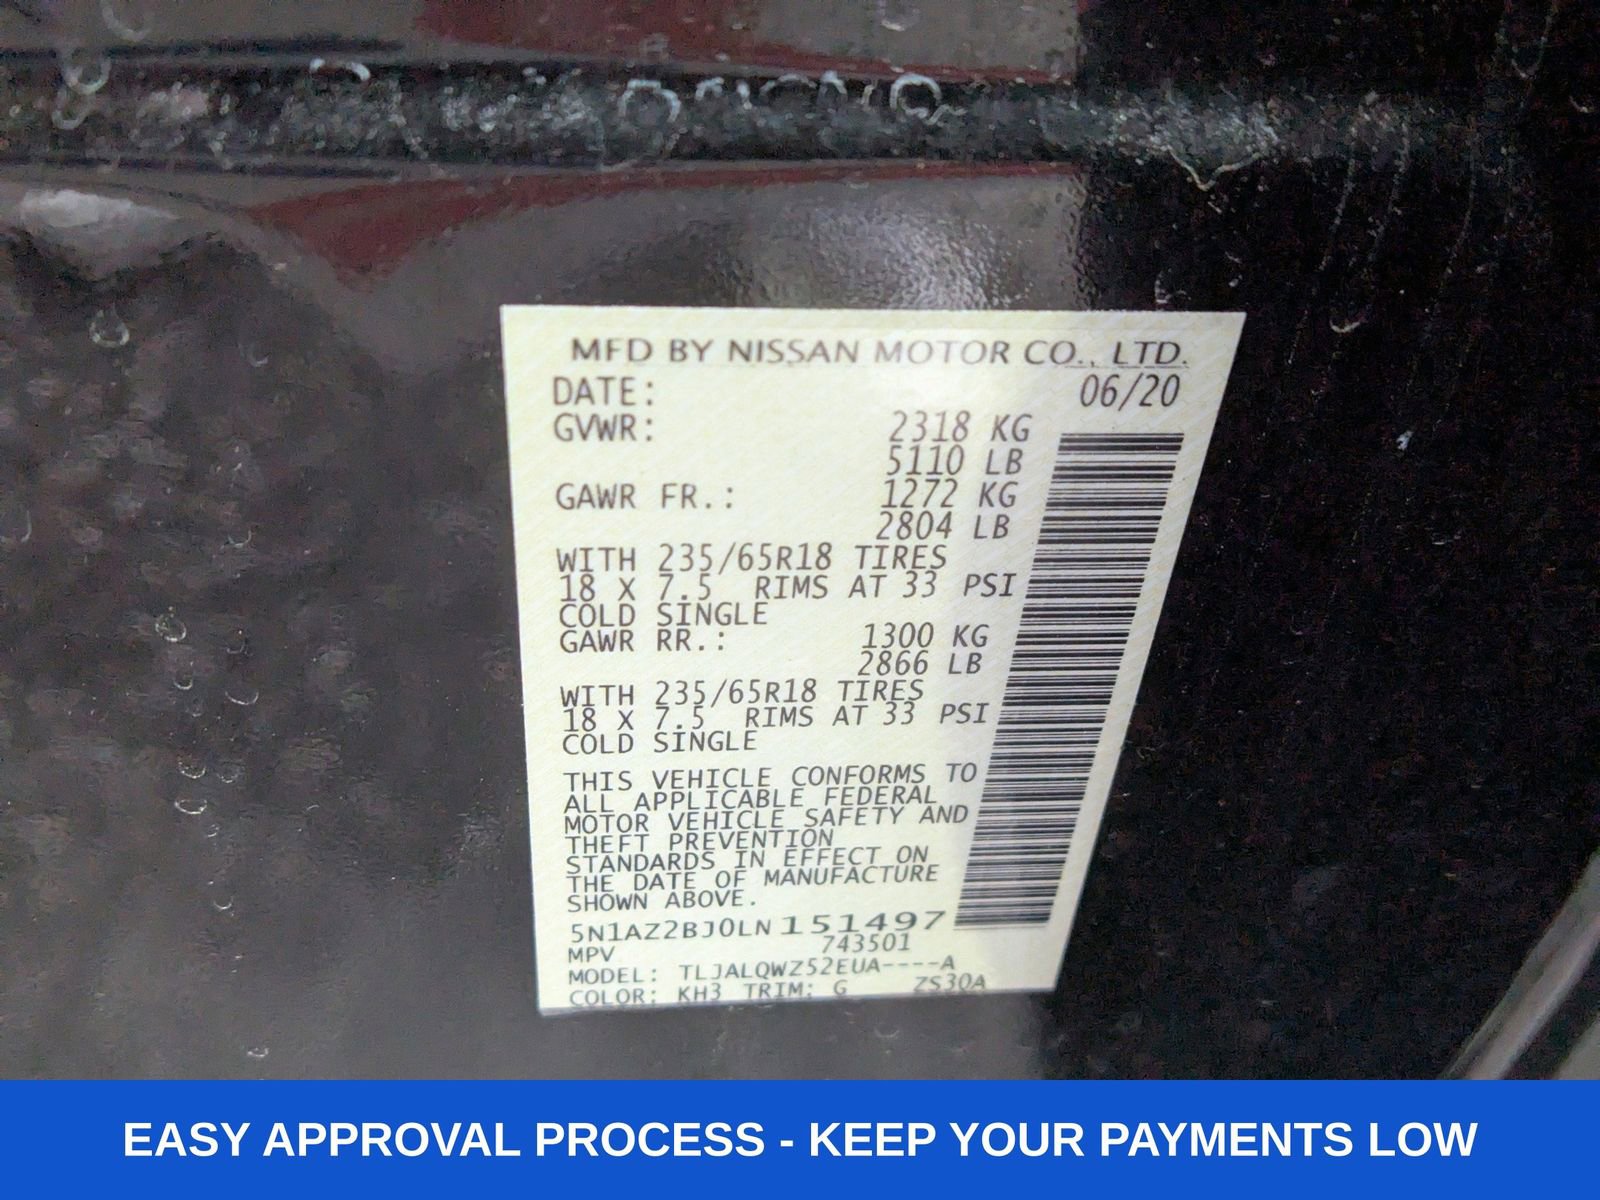 MFD BY NISSAN MOTOR CO., LTD.
DATE: 06/20
GVWR: 2318 KG
5110 LB
GAWR FR.: 1272 KG
2804 LB
WITH 235/65R18 TIRES
18 X 7.5 RIMS AT 33 PSI
COLD SINGLE
GAWR RR.: 1300 KG
2866 LB
WITH 235/65R18 TIRES
18 X 7.5 RIMS AT 33 PSI
COLD SINGLE
THIS VEHICLE CONFORMS TO
ALL APPLICABLE FEDERAL
MOTOR VEHICLE SAFETY AND
THEFT PREVENTION
STANDARDS IN EFFECT ON
THE DATE OF MANUFACTURE
SHOWN ABOVE.
5N1AZ2BJ0LN151497
MPV 743501
MODEL: TLJALQWZ52EUA----A
COLOR: KH3 TRIM: G ZS30A
EASY APPROVAL PROCESS - KEEP YOUR PAYMENTS LOW